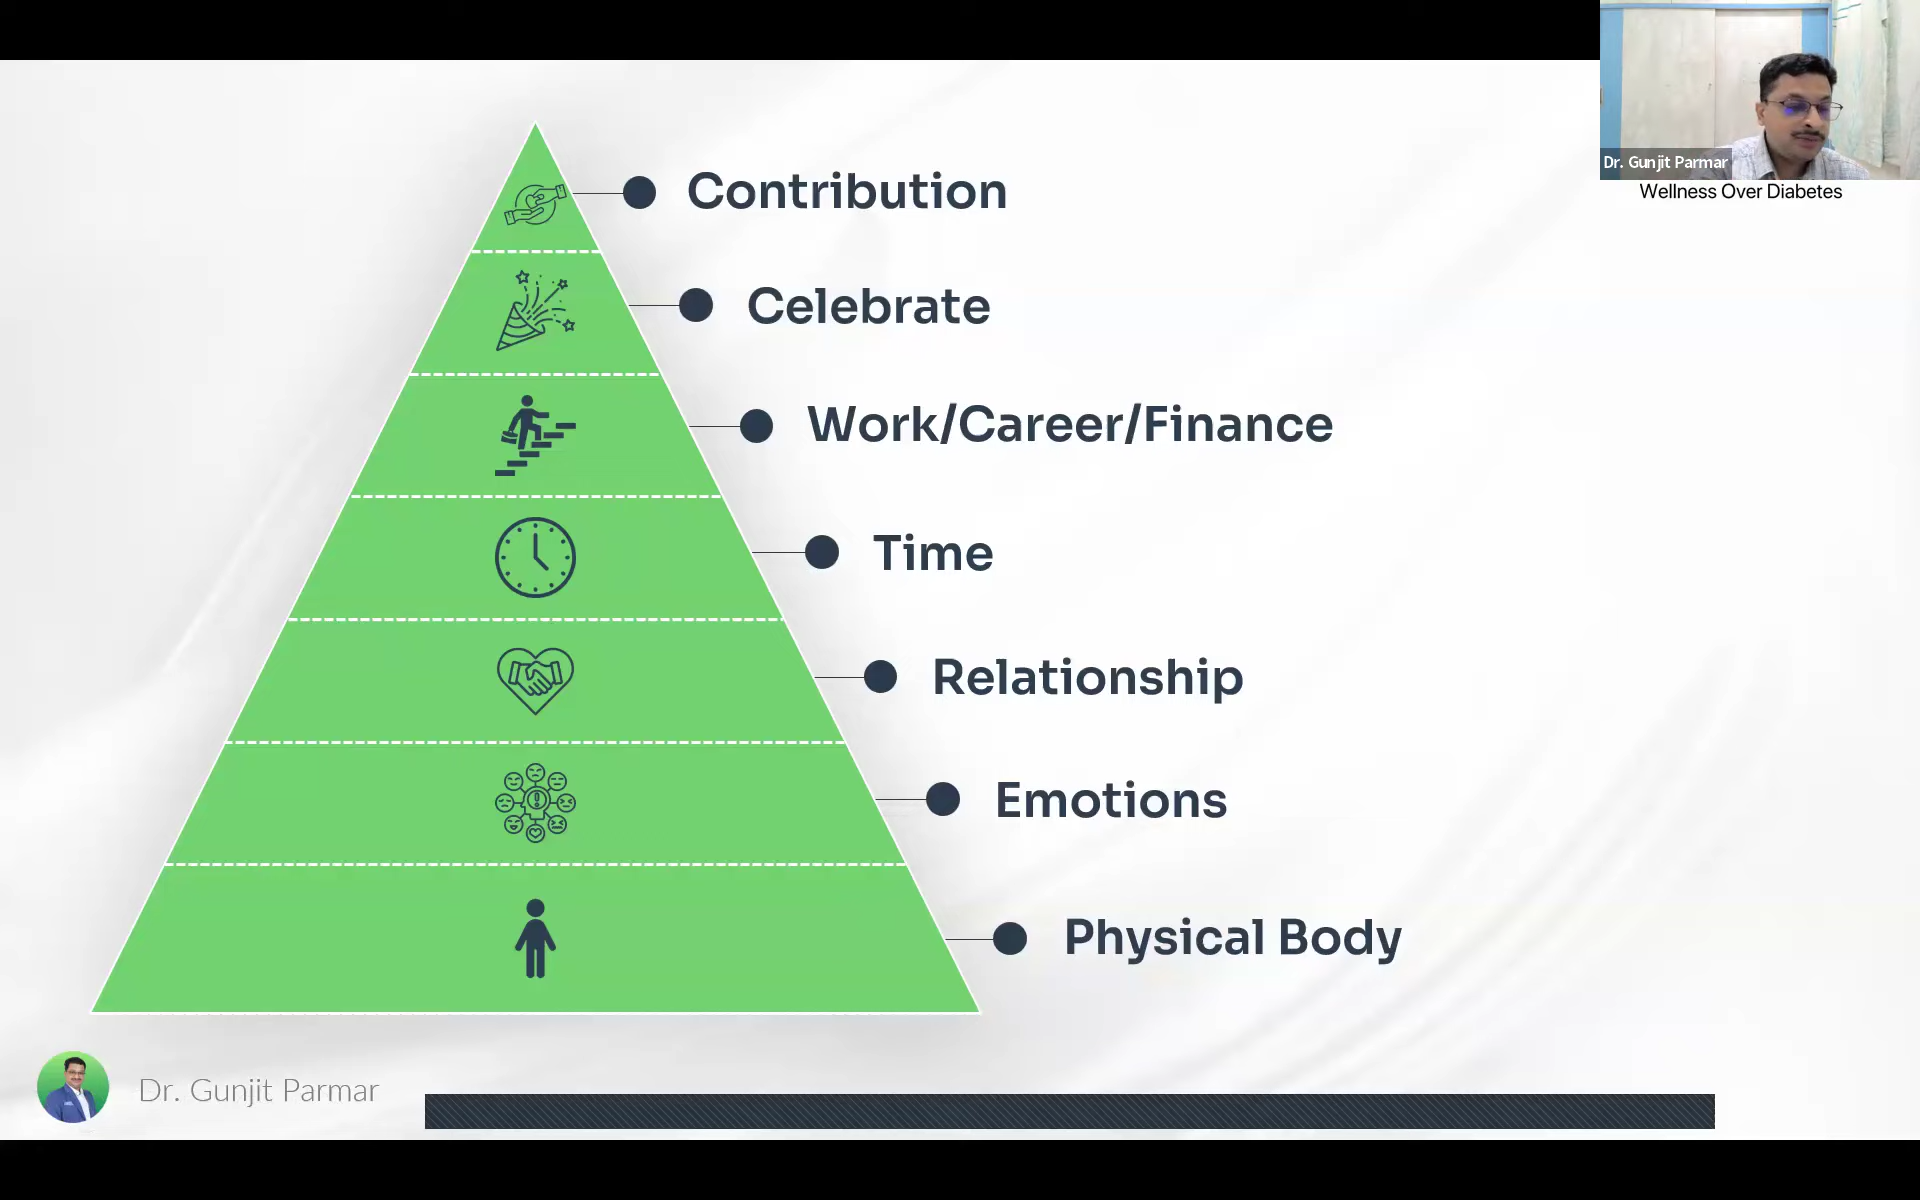 Contribution
Celebrate
Work/Career/Finance
Time
Relationship
Emotions
Physical Body
Dr. Gunjit Parmar
Dr. Gunjit Parmar
Wellness Over Diabetes